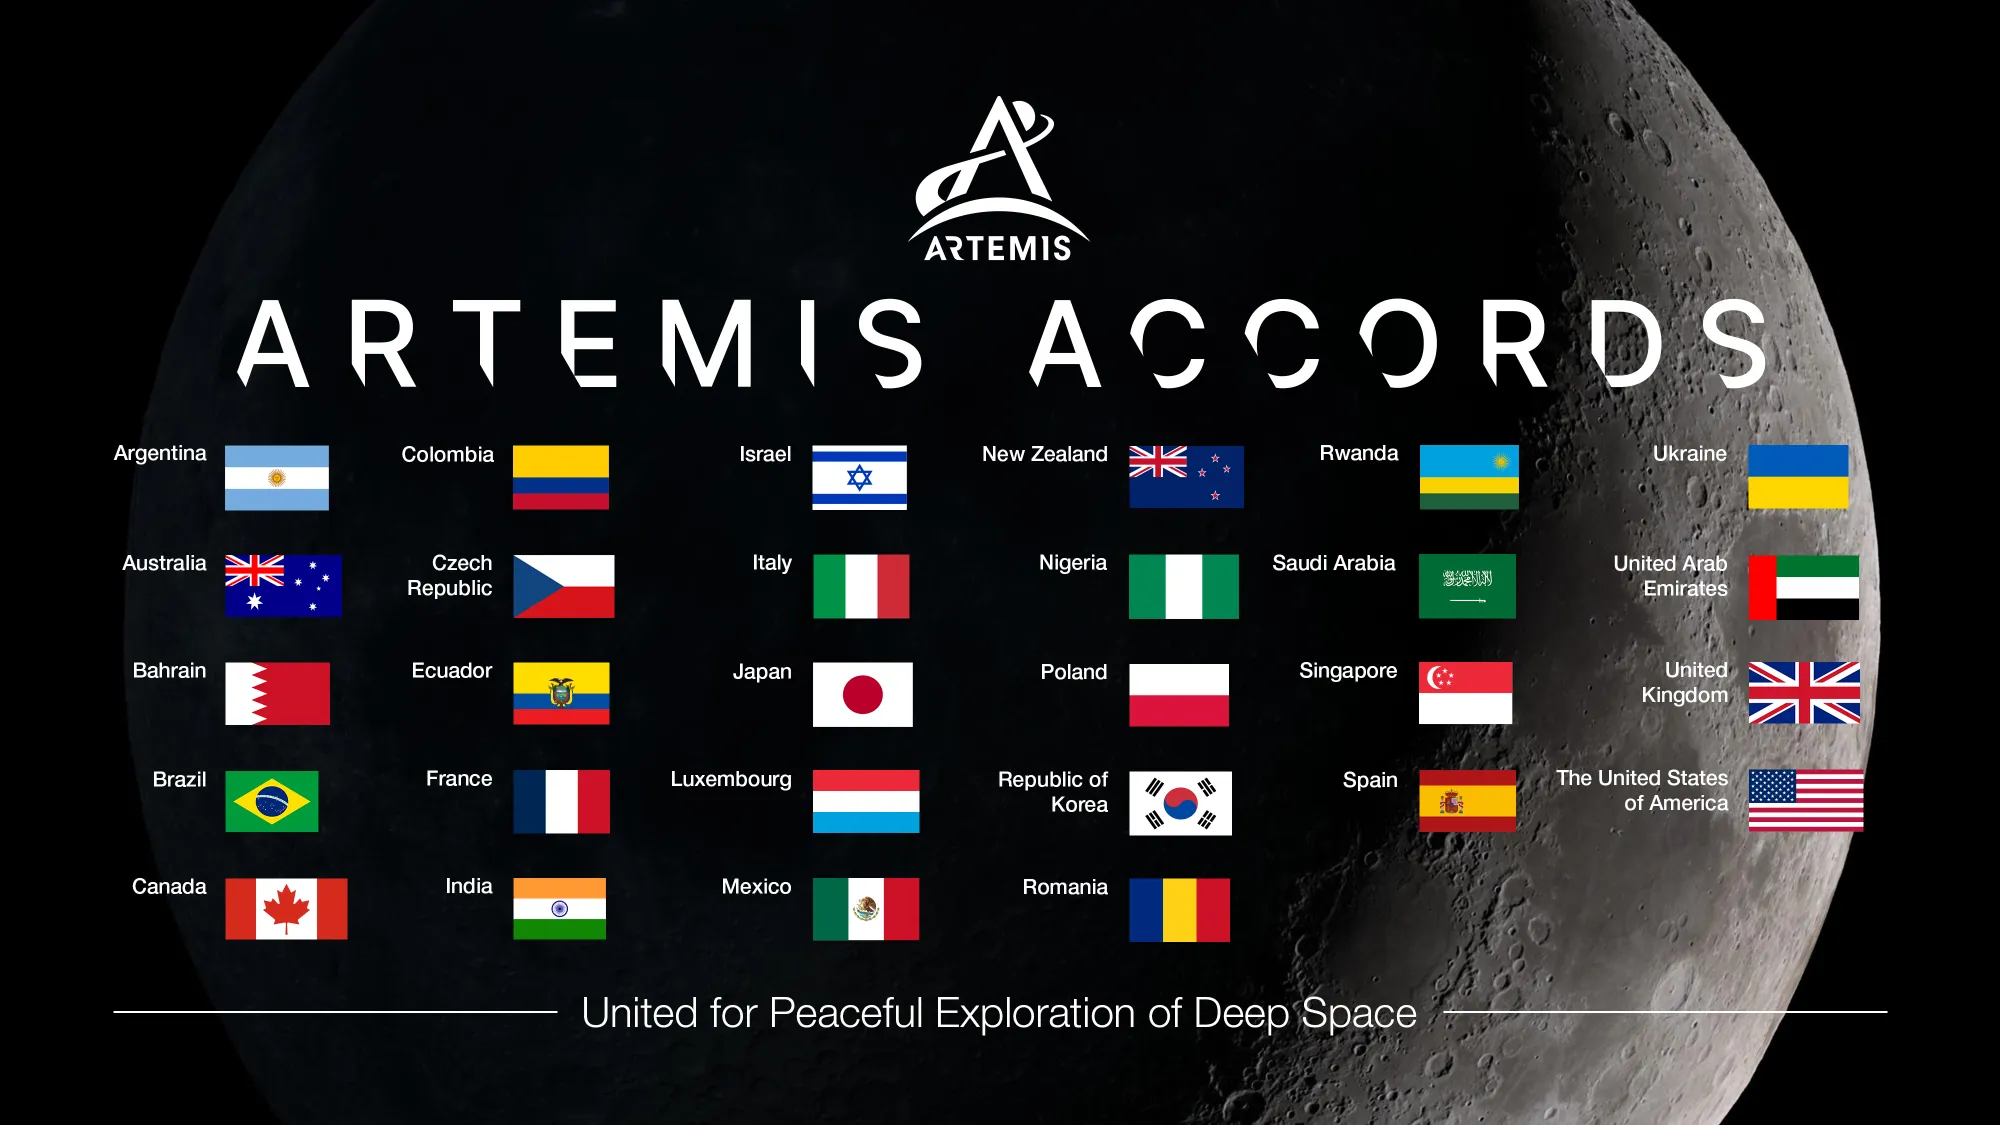 ARTEMIS
ARTEMIS ACCORDS
Argentina
Colombia
Israel
New Zealand
Rwanda
Ukraine
Australia
Czech
Republic
Italy
Nigeria
Saudi Arabia
United Arab
Emirates
Bahrain
Ecuador
Japan
Poland
Singapore
United
Kingdom
Brazil
France
Luxembourg
Republic of
Korea
Spain
The United States
of America
Canada
India
Mexico
Romania
United for Peaceful Exploration of Deep Space